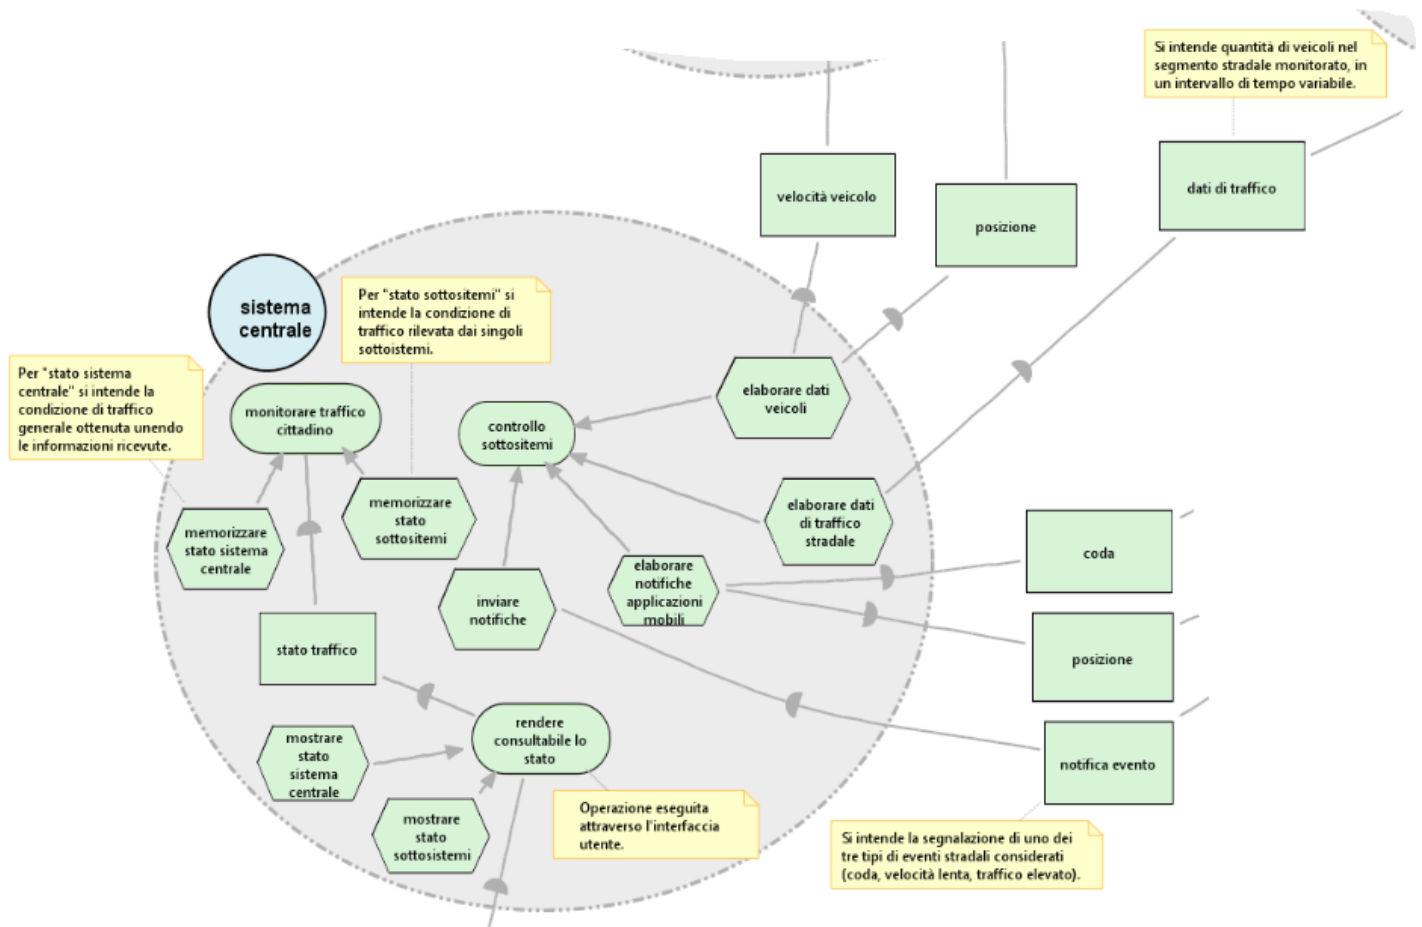 Si intende quantità di veicoli nel
segmento stradale monitorato, in
un intervallo di tempo variabile.
velocità veicolo
posizione
dati di traffico
sistema
centrale
Per "stato sottositemi" si
intende la condizione di
traffico rilevata dai singoli
sottoistemi.
Per "stato sistema
centrale" si intende la
condizione di traffico
generale ottenuta unendo
le informazioni ricevute.
monitorare traffico
cittadino
controllo
sottositemi
elaborare dati
veicoli
memorizzare
stato sistema
centrale
memorizzare
stato
sottositemi
elaborare dati
di traffico
stradale
inviare
notifiche
elaborare
notifiche
applicazioni
mobili
coda
posizione
notifica evento
stato traffico
rendere
consultabile lo
stato
mostrare
stato
sistema
centrale
mostrare
stato
sottosistemi
Operazione eseguita
attraverso l'interfaccia
utente.
Si intende la segnalazione di uno dei
tre tipi di eventi stradali considerati
(coda, velocità lenta, traffico elevato).